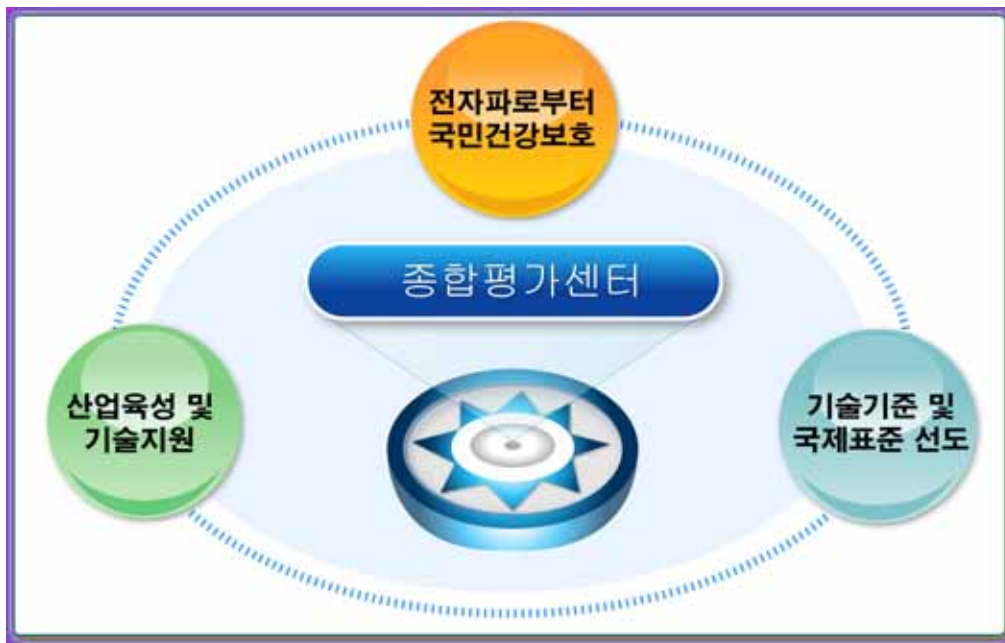 전자파로부터
국민건강보호
종합평가센터
산업육성 및
기술지원
기술기준 및
국제표준 선도